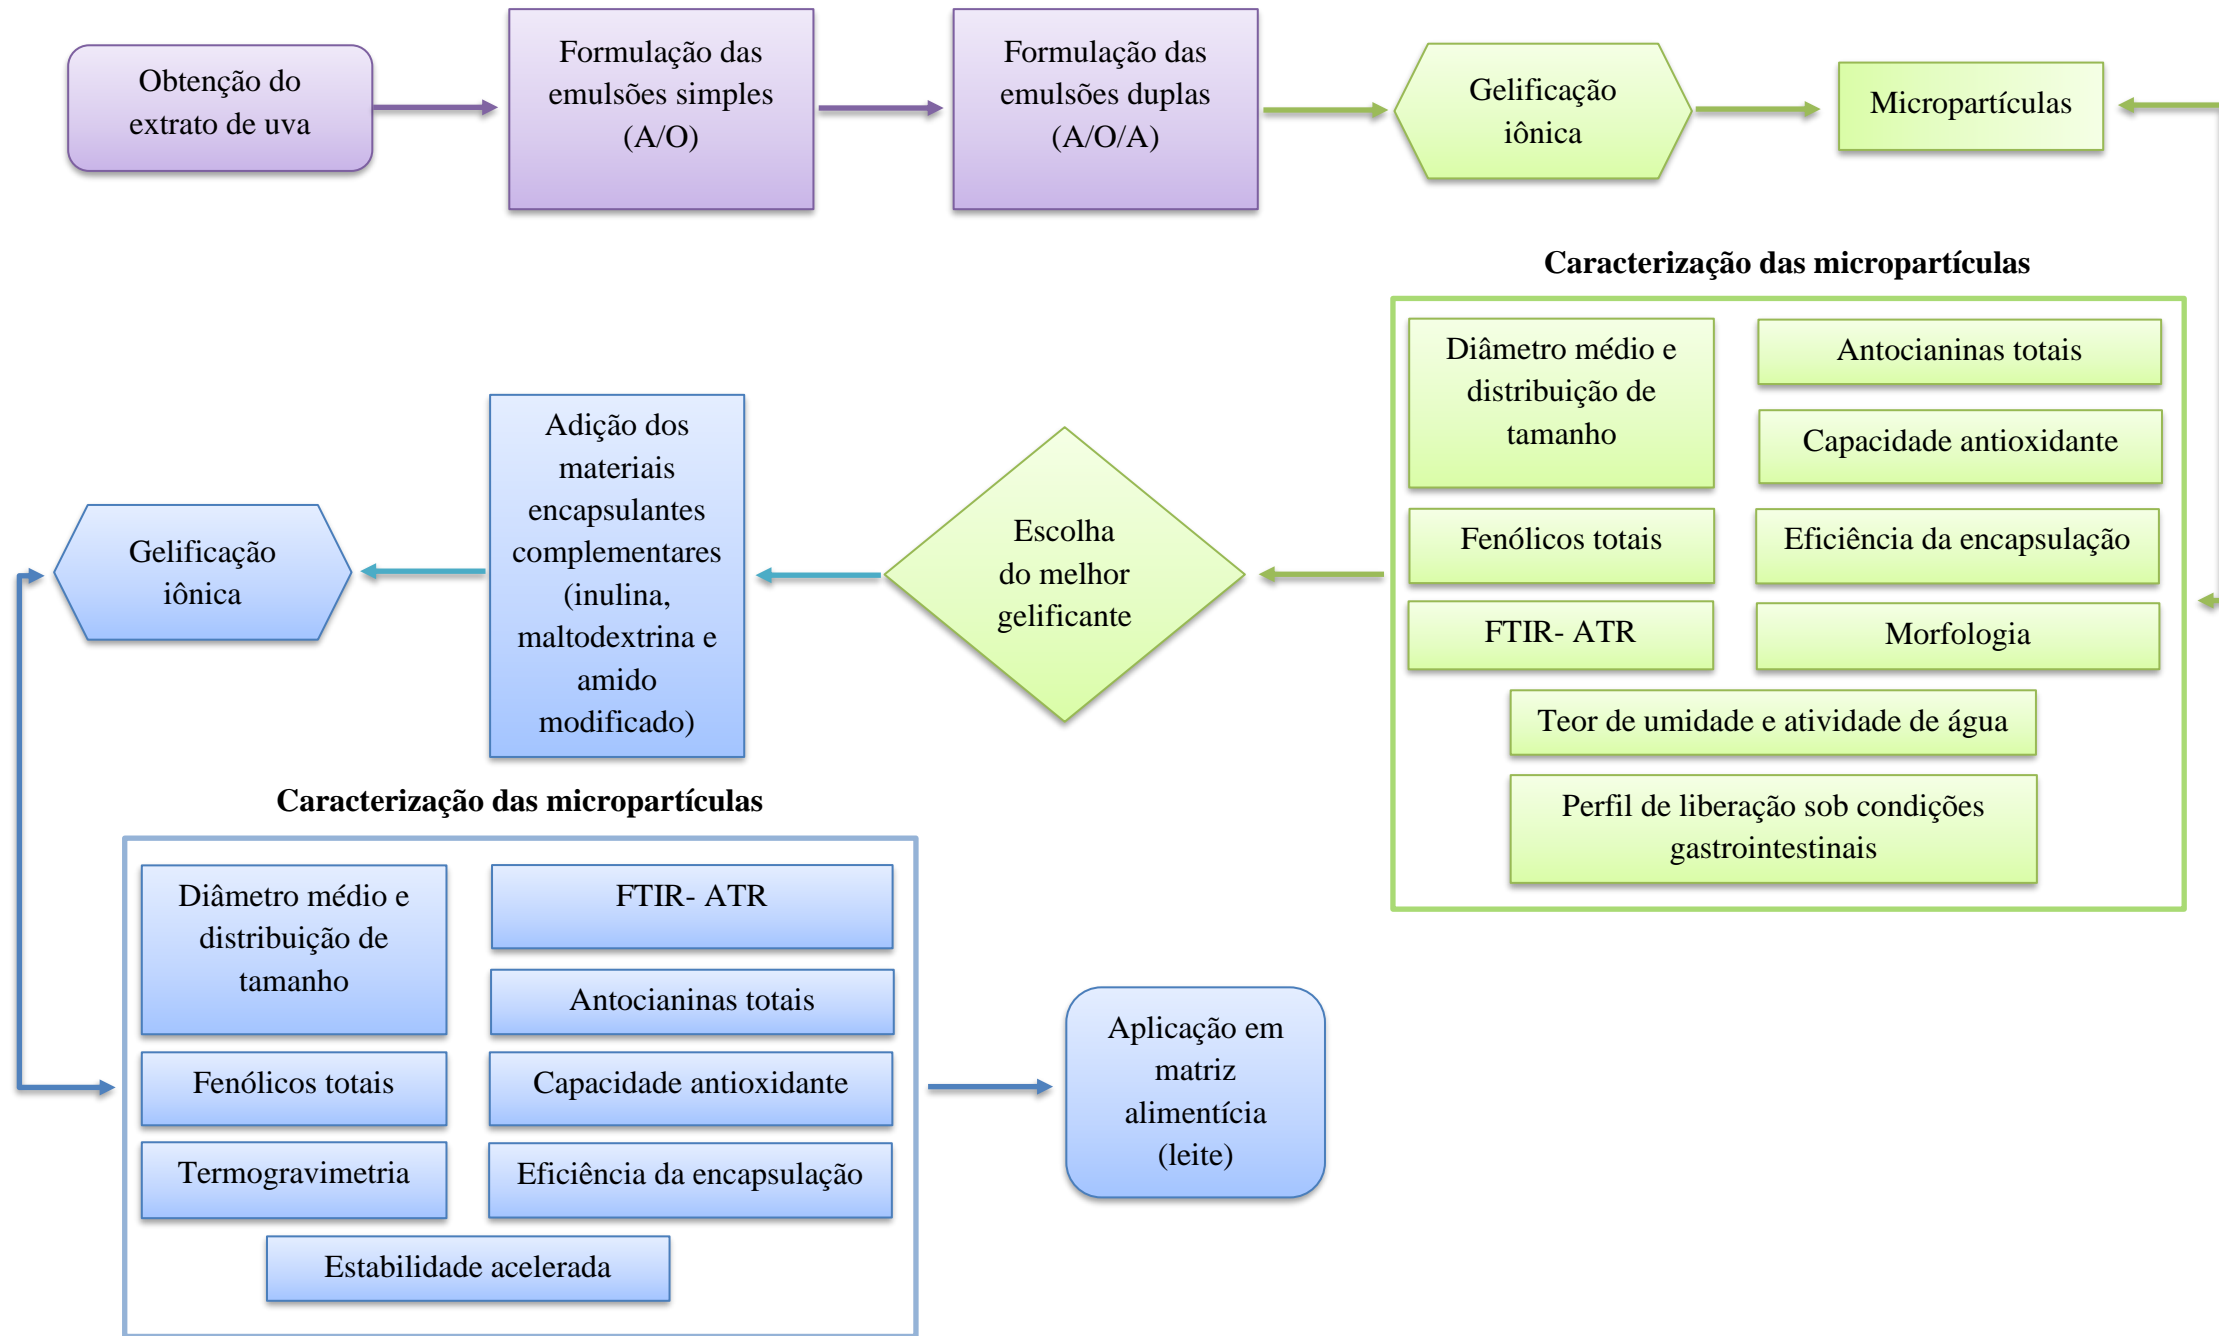 Obtenção do
extrato de uva
Formulação das
emulsões simples
(A/O)
Formulação das
emulsões duplas
(A/O/A)
Gelificação
iônica
Micropartículas
Caracterização das micropartículas
Diâmetro médio e
distribuição de
tamanho
Antocianinas totais
Capacidade antioxidante
Fenólicos totais
Eficiência da encapsulação
FTIR- ATR
Morfologia
Teor de umidade e atividade de água
Perfil de liberação sob condições
gastrointestinais
Escolha
do melhor
gelificante
Adição dos
materiais
encapsulantes
complementares
(inulina,
maltodextrina e
amido
modificado)
Gelificação
iônica
Caracterização das micropartículas
Diâmetro médio e
distribuição de
tamanho
FTIR- ATR
Antocianinas totais
Fenólicos totais
Capacidade antioxidante
Termogravimetria
Eficiência da encapsulação
Estabilidade acelerada
Aplicação em
matriz
alimentícia
(leite)